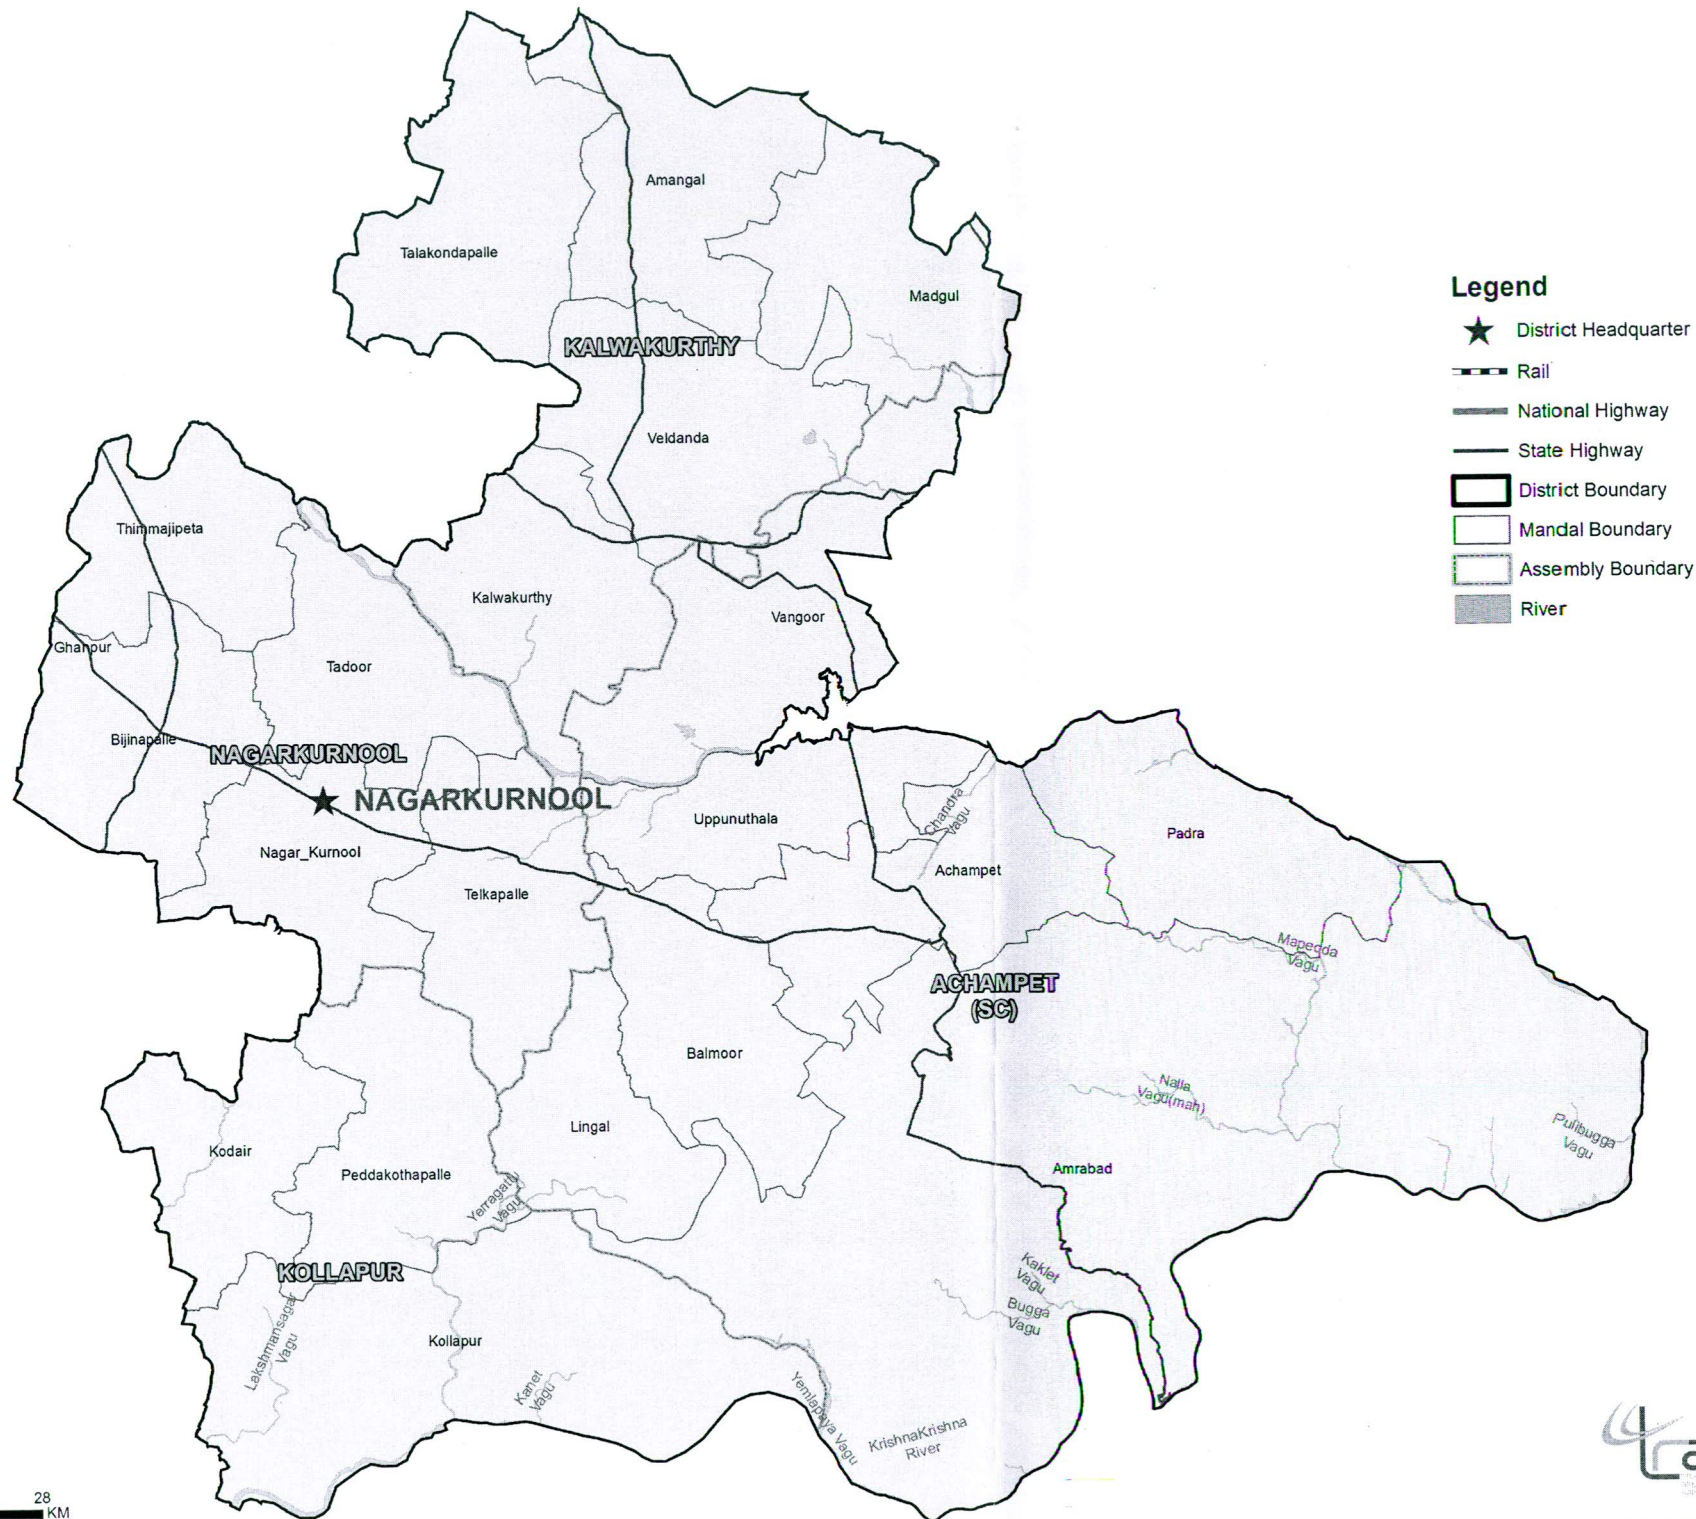 Amangal
Talakondapalle
Madgul
KALWAKURTHY
Veldanda
Legend
District Headquarter
Rail
National Highway
State Highway
District Boundary
Mandal Boundary
Assembly Boundary
River
Thimmajipeta
Kalwakurthy
Vangoor
Ghanpur
Tadoor
Bijinapalle
NAGARKURNOOL
NAGARKURNOOL
Uppunuthala
Chandra
Vagu
Padra
Nagar_Kurnool
Achampet
Telkapalle
Mapedda
Vagu
ACHAMPET
(SC)
Balmoor
Nalla
Vagu(mah)
Lingal
Pulibugga
Vagu
Kodair
Peddakothapalle
Amrabad
Yerragattu
Vagu
KOLLAPUR
Kaklet
Vagu
Bugga
Vagu
Lakshmansagar
Vagu
Kollapur
Kanet
Vagu
Yemlapaya Vagu
KrishnaKrishna
River
28
KM